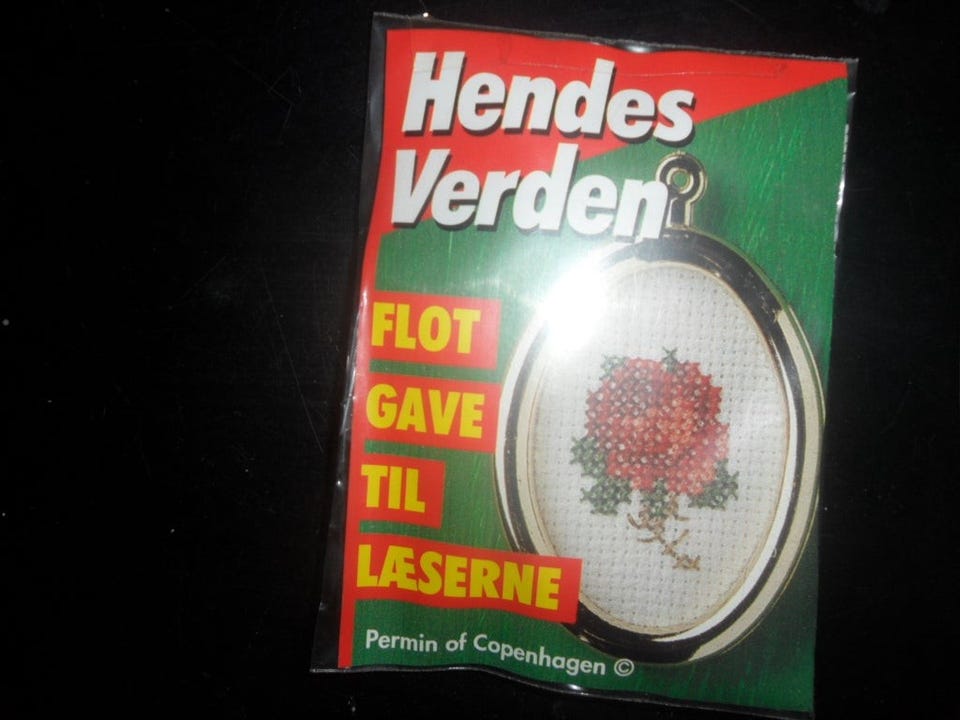 Hendes
Verden
FLOT
GAVE
TIL
LÆSERNE
Permin of Copenhagen ©